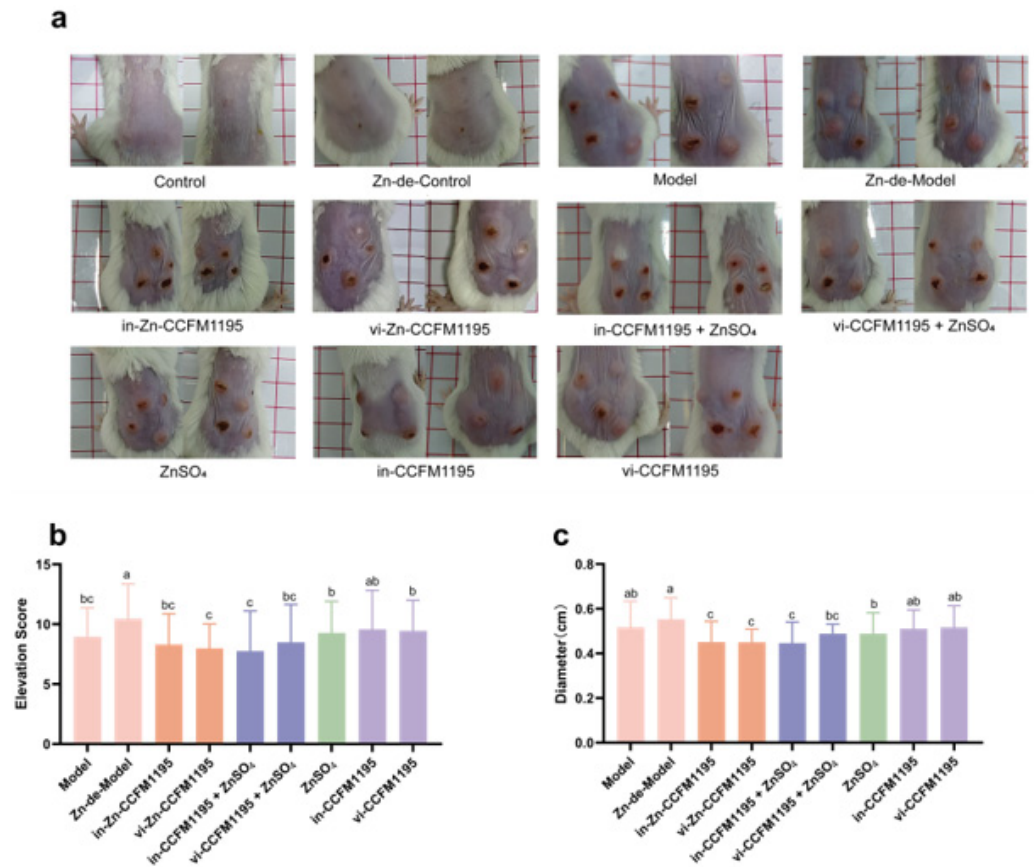 a
Control Zn-de-Control Model Zn-de-Model
in-Zn-CCFM1195 vi-Zn-CCFM1195 in-CCFM1195 + ZnSO₄ vi-CCFM1195 + ZnSO₄
ZnSO₄ in-CCFM1195 vi-CCFM1195
b
Elevation Score
15
10
5
0
bc a bc c c bc b ab b
Model
Zn-de-Model
in-Zn-CCFM1195
vi-Zn-CCFM1195
in-CCFM1195 + ZnSO₄
vi-CCFM1195 + ZnSO₄
ZnSO₄
in-CCFM1195
vi-CCFM1195
c
Diameter (cm)
0.8
0.6
0.4
0.2
0.0
ab a c c c bc b ab ab
Model
Zn-de-Model
in-Zn-CCFM1195
vi-Zn-CCFM1195
in-CCFM1195 + ZnSO₄
vi-CCFM1195 + ZnSO₄
ZnSO₄
in-CCFM1195
vi-CCFM1195